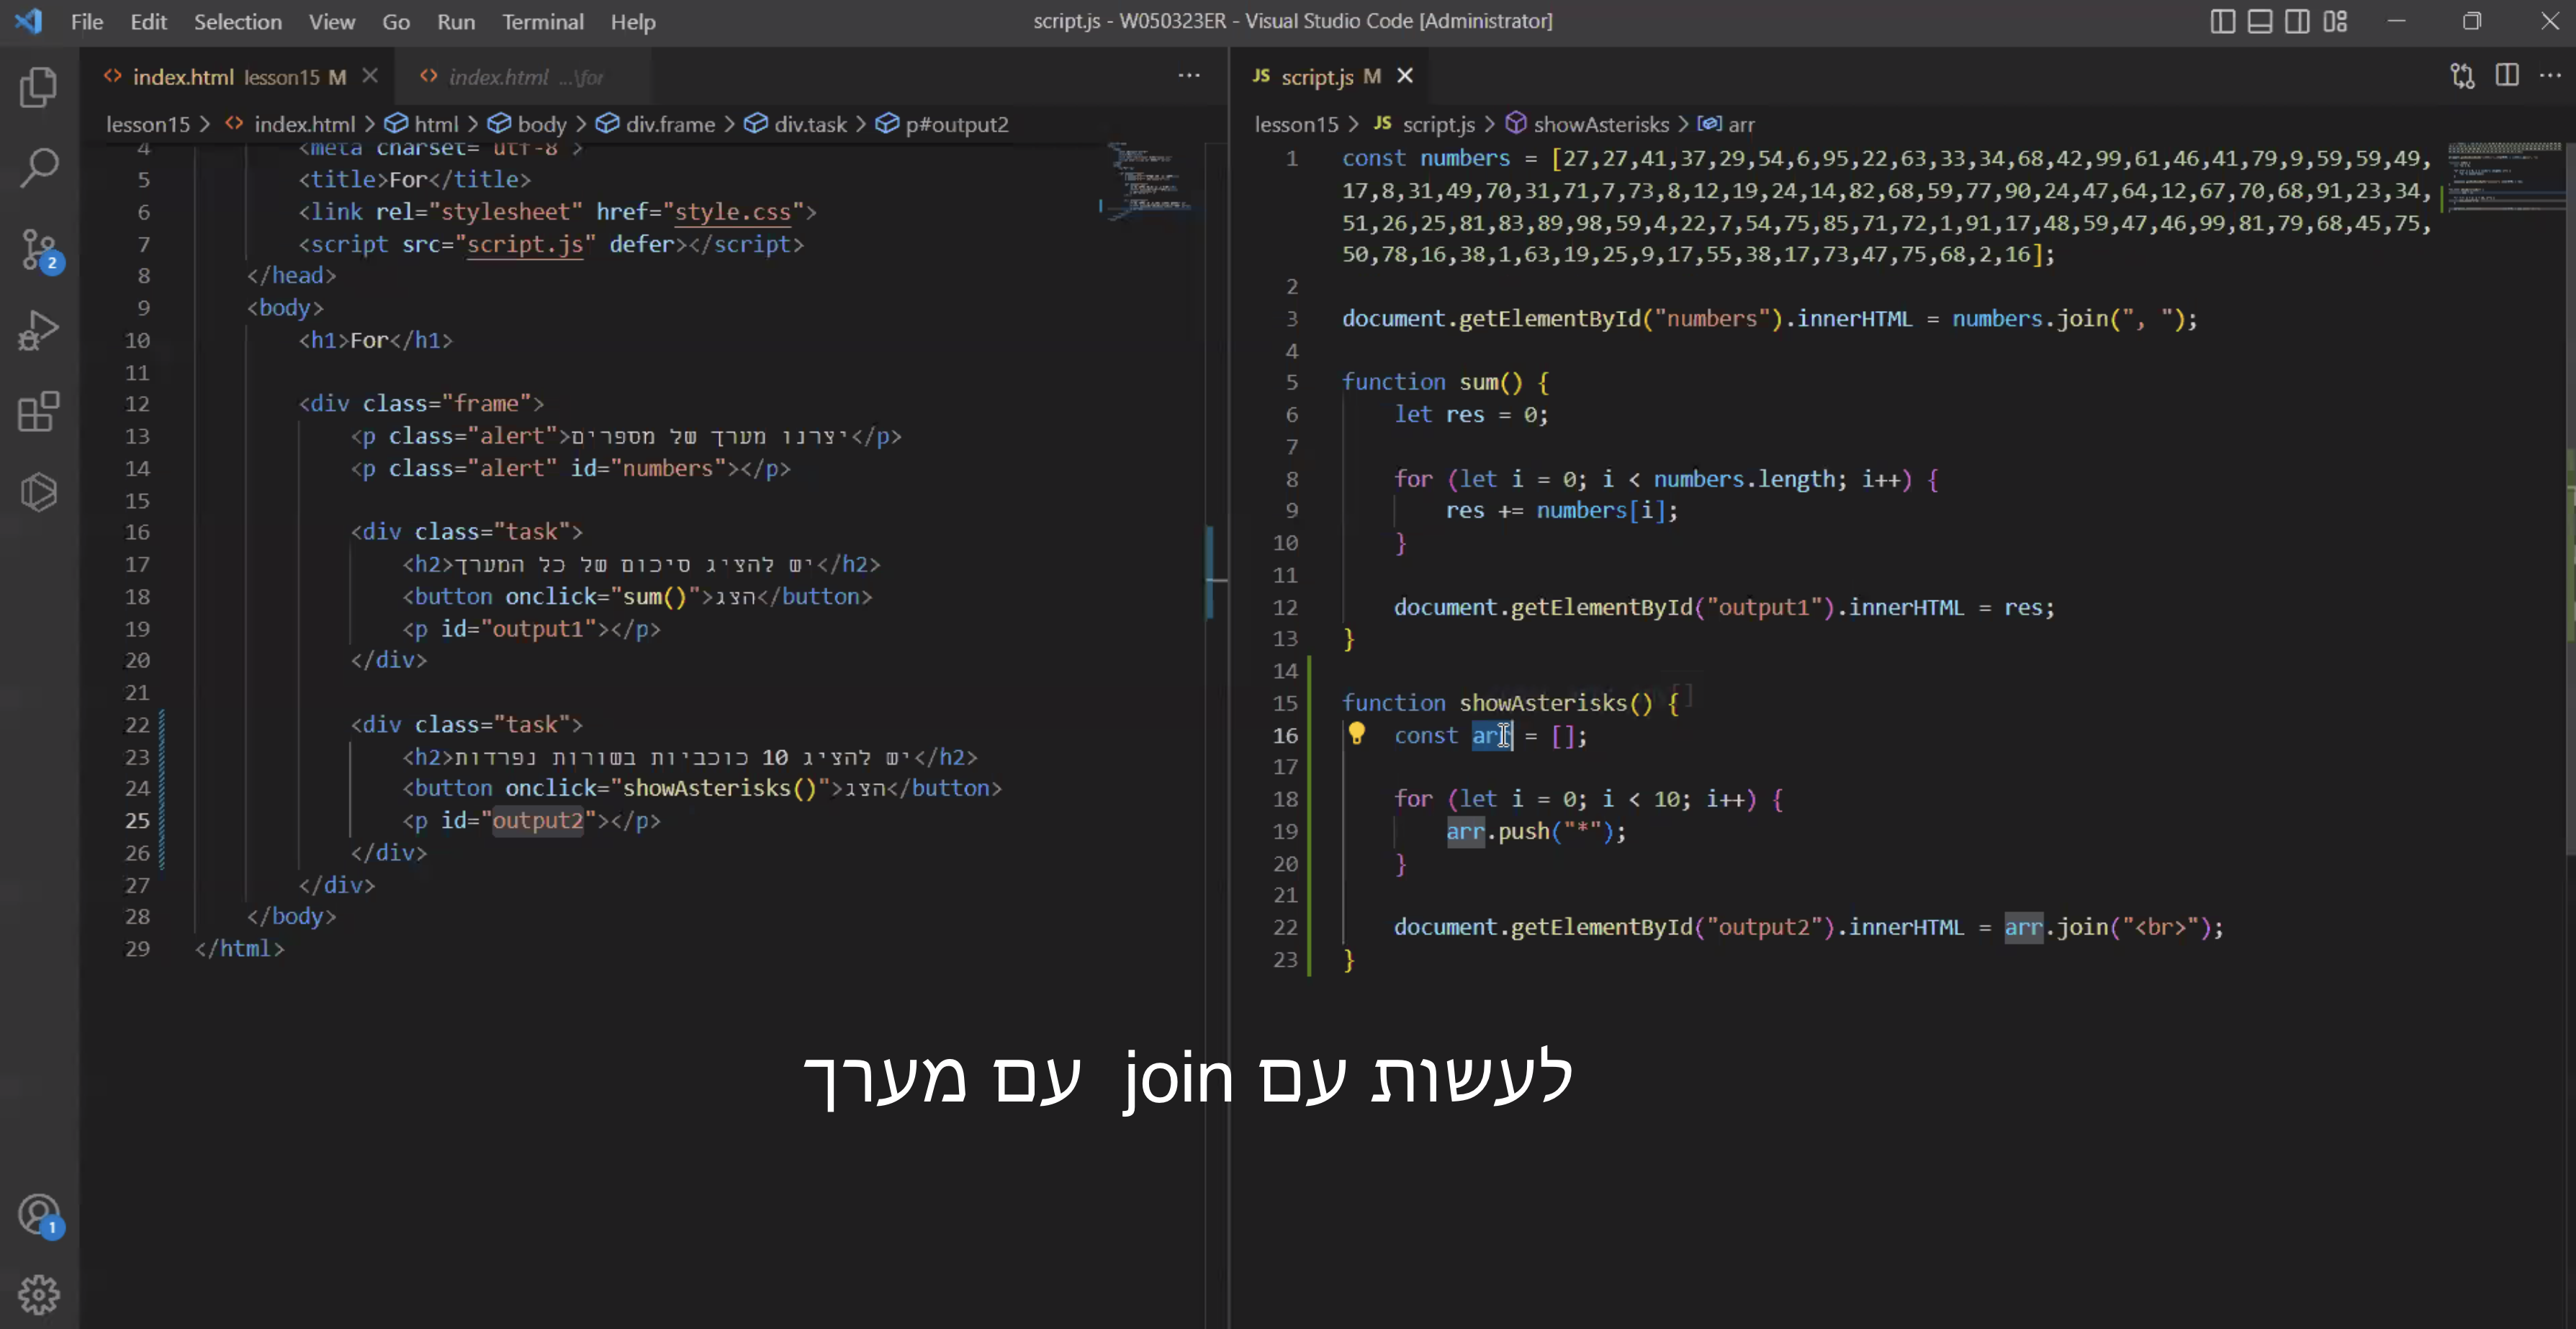 File Edit Selection View Go Run Terminal Help
script.js - W050323ER - Visual Studio Code [Administrator]
index.html lesson15 M
index.html ...\for
lesson15 > index.html > html > body > div.frame > div.task > p#output2
4 <meta charset="utf-8">
5 <title>For</title>
6 <link rel="stylesheet" href="style.css">
7 <script src="script.js" defer></script>
8 </head>
9 <body>
10 <h1>For</h1>
11
12 <div class="frame">
13 <p class="alert">יצרנו מערך של מספרים</p>
14 <p class="alert" id="numbers"></p>
15
16 <div class="task">
17 <h2>יש להציג סיכום של כל המערך</h2>
18 <button onclick="sum()">הצג</button>
19 <p id="output1"></p>
20 </div>
21
22 <div class="task">
23 <h2>יש להציג 10 כוכביות בשורות נפרדות</h2>
24 <button onclick="showAsterisks()">הצג</button>
25 <p id="output2"></p>
26 </div>
27 </div>
28 </body>
29 </html>
JS script.js M
lesson15 > JS script.js > showAsterisks > arr
1 const numbers = [27,27,41,37,29,54,6,95,22,63,33,34,68,42,99,61,46,41,79,9,59,59,49,
17,8,31,49,70,31,71,7,73,8,12,19,24,14,82,68,59,77,90,24,47,64,12,67,70,68,91,23,34,
51,26,25,81,83,89,98,59,4,22,7,54,75,85,71,72,1,91,17,48,59,47,46,99,81,79,68,45,75,
50,78,16,38,1,63,19,25,9,17,55,38,17,73,47,75,68,2,16];
2
3 document.getElementById("numbers").innerHTML = numbers.join(", ");
4
5 function sum() {
6 let res = 0;
7
8 for (let i = 0; i < numbers.length; i++) {
9 res += numbers[i];
10 }
11
12 document.getElementById("output1").innerHTML = res;
13 }
14
15 function showAsterisks() {
16 const arr = [];
17
18 for (let i = 0; i < 10; i++) {
19 arr.push("*");
20 }
21
22 document.getElementById("output2").innerHTML = arr.join("<br>");
23 }
לעשות עם join עם מערך
2
1